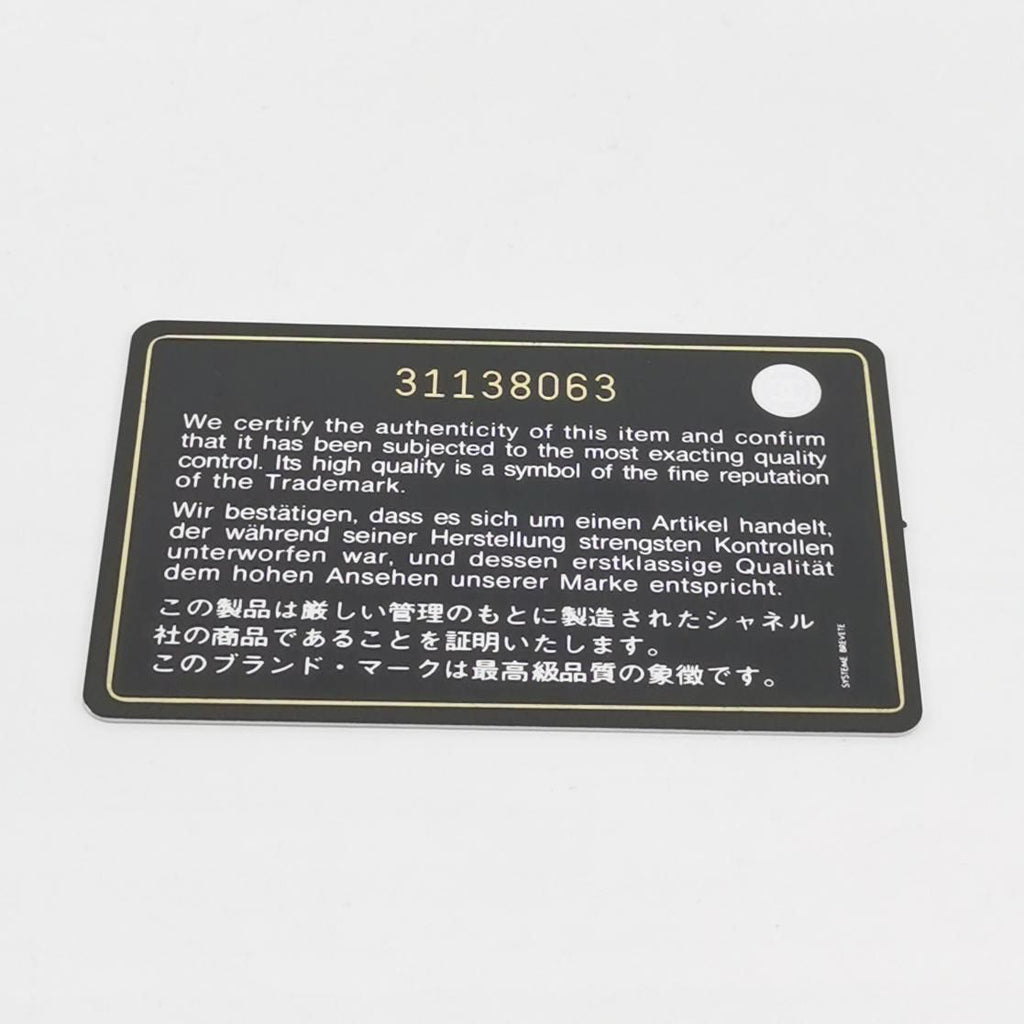 31138063
We certify the authenticity of this item and confirm
that it has been subjected to the most exacting quality
control. Its high quality is a symbol of the fine reputation
of the Trademark.
Wir bestätigen, dass es sich um einen Artikel handelt,
der während seiner Herstellung strengsten Kontrollen
unterworfen war, und dessen erstklassige Qualität
dem hohen Ansehen unserer Marke entspricht.
この製品は厳しい管理のもとに製造されたシャネル
社の商品であることを証明いたします。
このブランド・マークは最高級品質の象徴です。
SYSTEME BREVETE